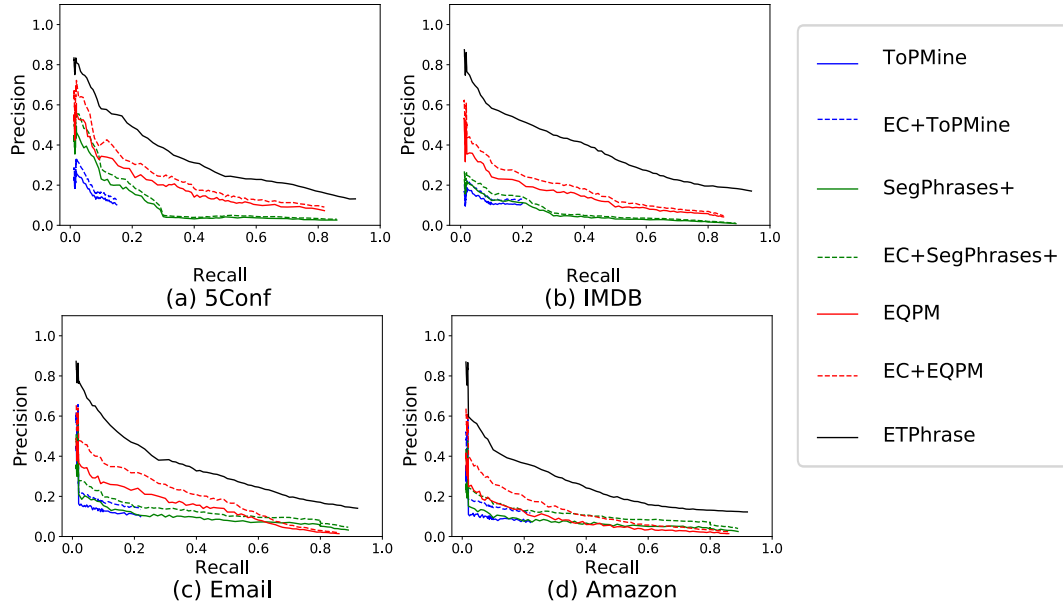 1.0
0.8
0.6
0.4
0.2
0.0
Precision
0.0 0.2 0.4 0.6 0.8 1.0
Recall
(a) 5Conf
1.0
0.8
0.6
0.4
0.2
0.0
Precision
0.0 0.2 0.4 0.6 0.8 1.0
Recall
(b) IMDB
1.0
0.8
0.6
0.4
0.2
0.0
Precision
0.0 0.2 0.4 0.6 0.8 1.0
Recall
(c) Email
1.0
0.8
0.6
0.4
0.2
0.0
Precision
0.0 0.2 0.4 0.6 0.8 1.0
Recall
(d) Amazon
ToPMine
EC+ToPMine
SegPhrases+
EC+SegPhrases+
EQPM
EC+EQPM
ETPhrase